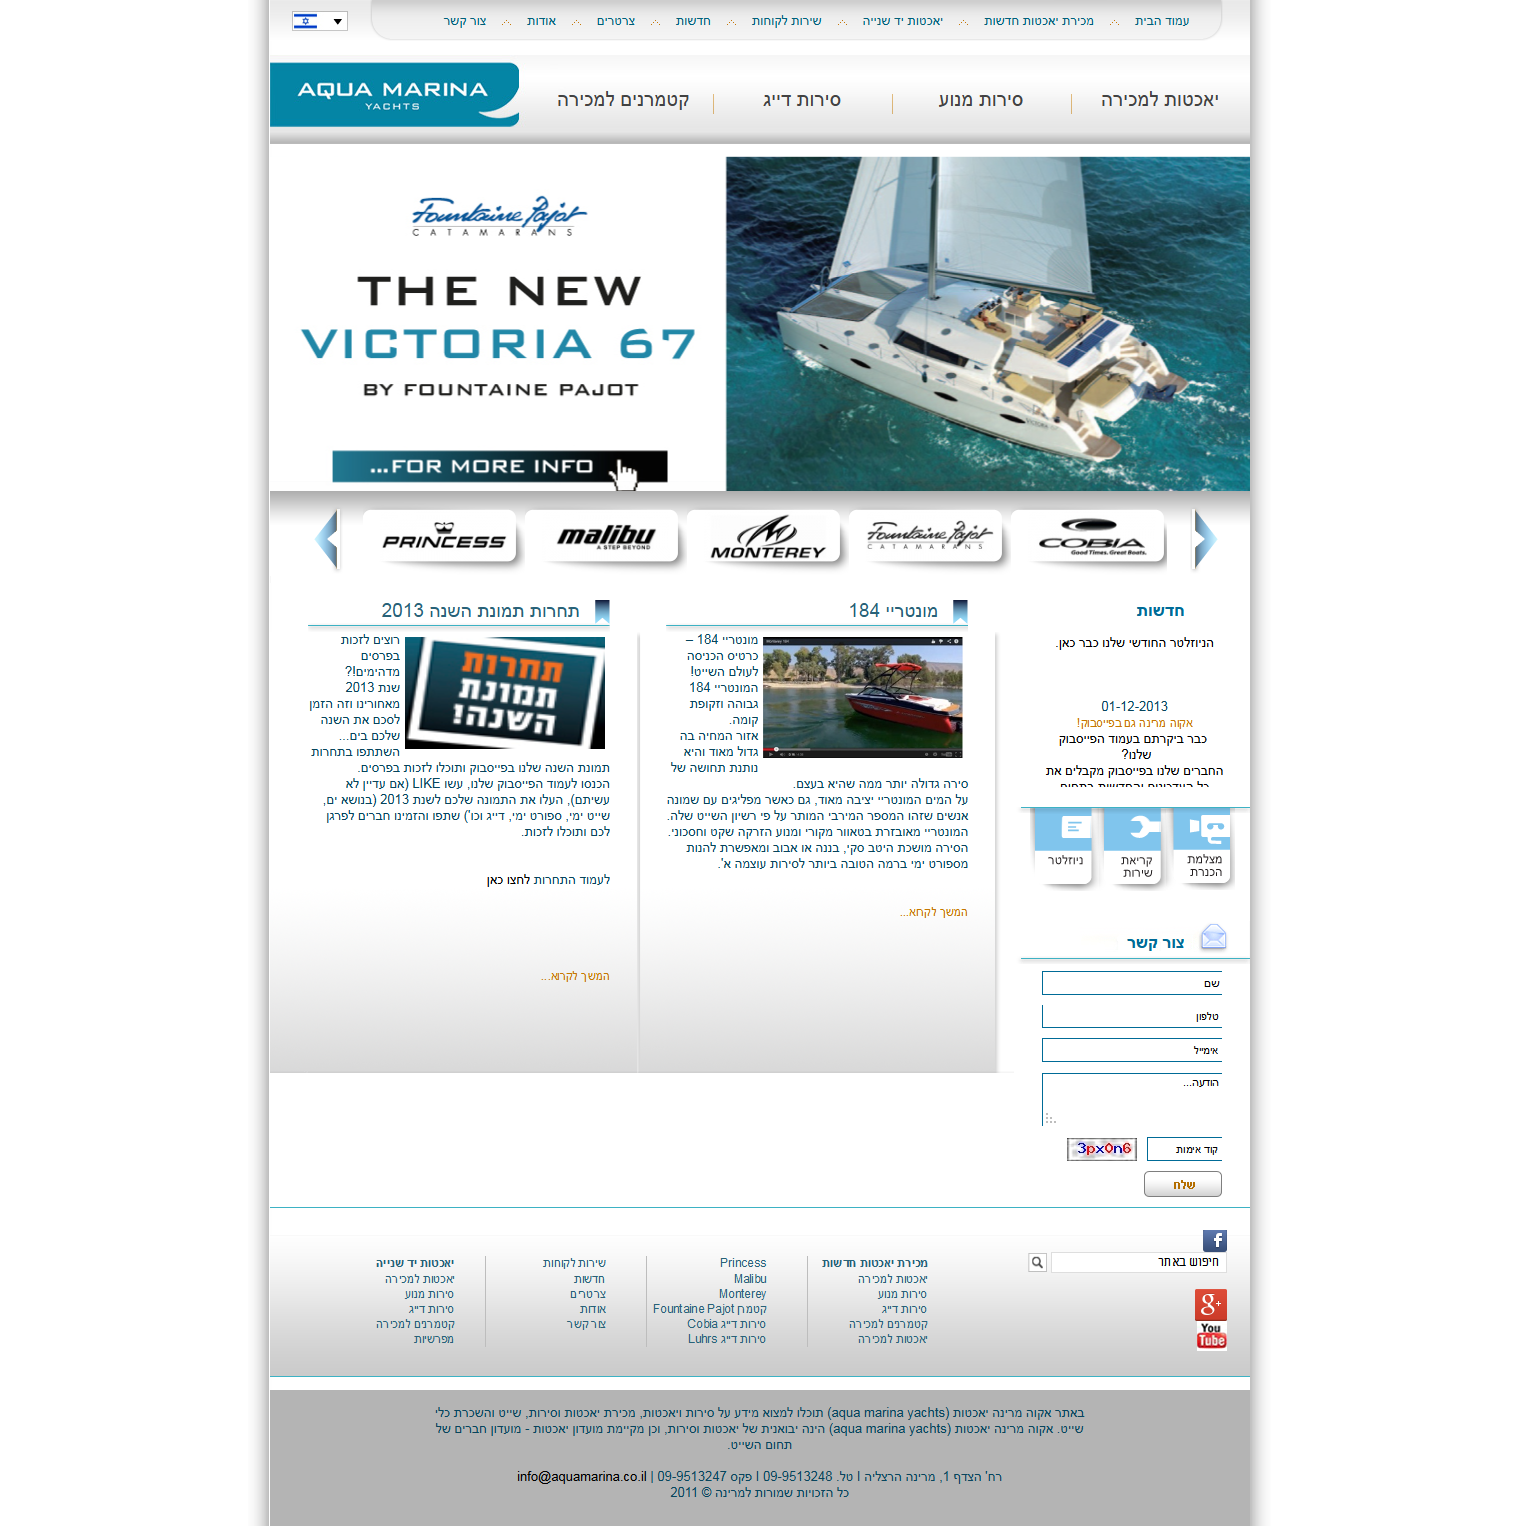 עמוד הבית
מכירת יאכטות חדשות
יאכטות יד שנייה
שירות לקוחות
חדשות
צרטרים
אודות
צור קשר
AQUA MARINA
YACHTS
יאכטות למכירה
סירות מנוע
סירות דייג
קטמרנים למכירה
Fountaine Pajot
CATAMARANS
THE NEW
VICTORIA 67
BY FOUNTAINE PAJOT
...FOR MORE INFO
PRINCESS
malibu
A STEP BEYOND
MONTEREY
Fountaine Pajot
CATAMARANS
COBIA
Good Times. Great Boats.
חדשות
הניוזלטר החודשי שלנו כבר כאן.
01-12-2013
אקווה מרינה גם בפייסבוק!
כבר ביקרתם בעמוד הפייסבוק
שלנו?
החברים שלנו בפייסבוק מקבלים את
כל העדכונים והחדשות בתחום
מצלמת
הכנרת
קריאת
שירות
ניוזלטר
צור קשר
שם
טלפון
אימייל
הודעה...
קוד אימות
3px0n6
שלח
מונטריי 184
מונטריי 184 –
כרטיס הכניסה
לעולם השייט!
המונטריי 184
גבוהה וזקופת
קומה.
אזור המחיה בה
גדול מאוד והיא
נותנת תחושה של
סירה גדולה יותר ממה שהיא בעצם.
על המים המונטריי יציבה מאוד, גם כאשר מפליגים עם שמונה
אנשים שזהו המספר המירבי המותר על פי רשיון השייט שלה.
המונטריי מאובזרת בטאוור מקורי ומנוע הזרקה שקט וחסכוני.
הסירה מושכת היטב סקי, בננה או אבוב ומאפשרת להנות
מספורט ימי ברמה הטובה ביותר לסירות עוצמה א'.
המשך לקרוא...
תחרות תמונת השנה 2013
תחרות
תמונת
השנה!
רוצים לזכות
בפרסים
מדהימים!?
שנת 2013
מאחורינו וזה הזמן
לסכם את השנה
שלכם בים...
השתתפו בתחרות
תמונת השנה שלנו בפייסבוק ותוכלו לזכות בפרסים.
הכנסו לעמוד הפייסבוק שלנו, עשו LIKE (אם עדיין לא
עשיתם), העלו את התמונה שלכם לשנת 2013 (בנושא ים,
שייט ימי, ספורט ימי, דייג וכו') שתפו והזמינו חברים לפרגן
לכם ותוכלו לזכות.
לעמוד התחרות לחצו כאן
המשך לקרוא...
חיפוש באתר
g+
You
Tube
מכירת יאכטות חדשות
יאכטות למכירה
סירות מנוע
סירות דייג
קטמרנים למכירה
יאכטות למכירה
Princess
Malibu
Monterey
קטמרן Fountaine Pajot
סירות דייג Cobia
סירות דייג Luhrs
שירות לקוחות
חדשות
צרטרים
אודות
צור קשר
יאכטות יד שנייה
יאכטות למכירה
סירות מנוע
סירות דייג
קטמרנים למכירה
מפרשיות
באתר אקוה מרינה יאכטות (aqua marina yachts) תוכלו למצוא מידע על סירות ויאכטות, מכירת יאכטות וסירות, שייט והשכרת כלי
שייט. אקוה מרינה יאכטות (aqua marina yachts) הינה יבואנית של יאכטות וסירות, וכן מקיימת מועדון יאכטות - מועדון חברים של
תחום השייט.
רח' הצדף 1, מרינה הרצליה | טל. 09-9513248 | פקס 09-9513247 | info@aquamarina.co.il
כל הזכויות שמורות למרינה © 2011